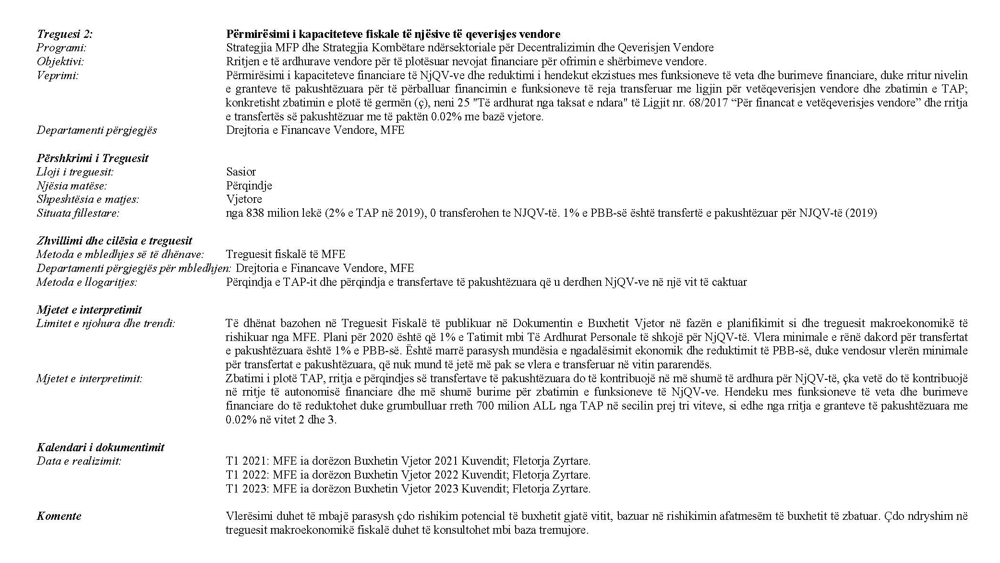 Treguesi 2: Përmirësimi i kapaciteteve fiskale të njësive të qeverisjes vendore
Programi: Strategjia MFP dhe Strategjia Kombëtare ndërsektoriale për Decentralizimin dhe Qeverisjen Vendore
Objektivi: Rritjen e të ardhurave vendore për të plotësuar nevojat financiare për ofrimin e shërbimeve vendore.
Veprimi: Përmirësimi i kapaciteteve financiare të NjQV-ve dhe reduktimi i hendekut ekzistues mes funksioneve të veta dhe burimeve financiare, duke rritur nivelin
e granteve të pakushtëzuara për të përballuar financimin e funksioneve të reja transferuar me ligjin për vetëqeverisjen vendore dhe zbatimin e TAP;
konkretisht zbatimin e plotë të germën (ç), neni 25 "Të ardhurat nga taksat e ndara" të Ligjit nr. 68/2017 “Për financat e vetëqeverisjes vendore” dhe rritja
e transfertës së pakushtëzuar me të paktën 0.02% me bazë vjetore.
Departamenti përgjegjës Drejtoria e Financave Vendore, MFE
Përshkrimi i Treguesit
Lloji i treguesit: Sasior
Njësia matëse: Përqindje
Shpeshtësia e matjes: Vjetore
Situata fillestare: nga 838 milion lekë (2% e TAP në 2019), 0 transferohen te NJQV-të. 1% e PBB-së është transfertë e pakushtëzuar për NJQV-të (2019)
Zhvillimi dhe cilësia e treguesit
Metoda e mbledhjes së të dhënave: Treguesit fiskalë të MFE
Departamenti përgjegjës për mbledhjen: Drejtoria e Financave Vendore, MFE
Metoda e llogaritjes: Përqindja e TAP-it dhe përqindja e transfertave të pakushtëzuara që u derdhen NjQV-ve në një vit të caktuar
Mjetet e interpretimit
Limitet e njohura dhe trendi: Të dhënat bazohen në Treguesit Fiskalë të publikuar në Dokumentin e Buxhetit Vjetor në fazën e planifikimit si dhe treguesit makroekonomikë të
rishikuar nga MFE. Plani për 2020 është që 1% e Tatimit mbi Të Ardhurat Personale të shkojë për NjQV-të. Vlera minimale e rënë dakord për transfertat
e pakushtëzuara është 1% e PBB-së. Është marrë parasysh mundësia e ngadalësimit ekonomik dhe reduktimit të PBB-së, duke vendosur vlerën minimale
për transfertat e pakushtëzuara, që nuk mund të jetë më pak se vlera e transferuar në vitin pararendës.
Mjetet e interpretimit: Zbatimi i plotë TAP, rritja e përqindjes së transfertave të pakushtëzuara do të kontribuojë në më shumë të ardhura për NjQV-të, çka vetë do të kontribuojë
në rritje të autonomisë financiare dhe më shumë burime për zbatimin e funksioneve të NjQV-ve. Hendeku mes funksioneve të veta dhe burimeve
financiare do të reduktohet duke grumbulluar rreth 700 milion ALL nga TAP në secilin prej tri viteve, si edhe nga rritja e granteve të pakushtëzuara me
0.02% në vitet 2 dhe 3.
Kalendari i dokumentimit
Data e realizimit: T1 2021: MFE ia dorëzon Buxhetin Vjetor 2021 Kuvendit; Fletorja Zyrtare.
T1 2022: MFE ia dorëzon Buxhetin Vjetor 2022 Kuvendit; Fletorja Zyrtare.
T1 2023: MFE ia dorëzon Buxhetin Vjetor 2023 Kuvendit; Fletorja Zyrtare.
Komente Vlerësimi duhet të mbajë parasysh çdo rishikim potencial të buxhetit gjatë vitit, bazuar në rishikimin afatmesëm të buxhetit të zbatuar. Çdo ndryshim në
treguesit makroekonomikë fiskalë duhet të konsultohet mbi baza tremujore.